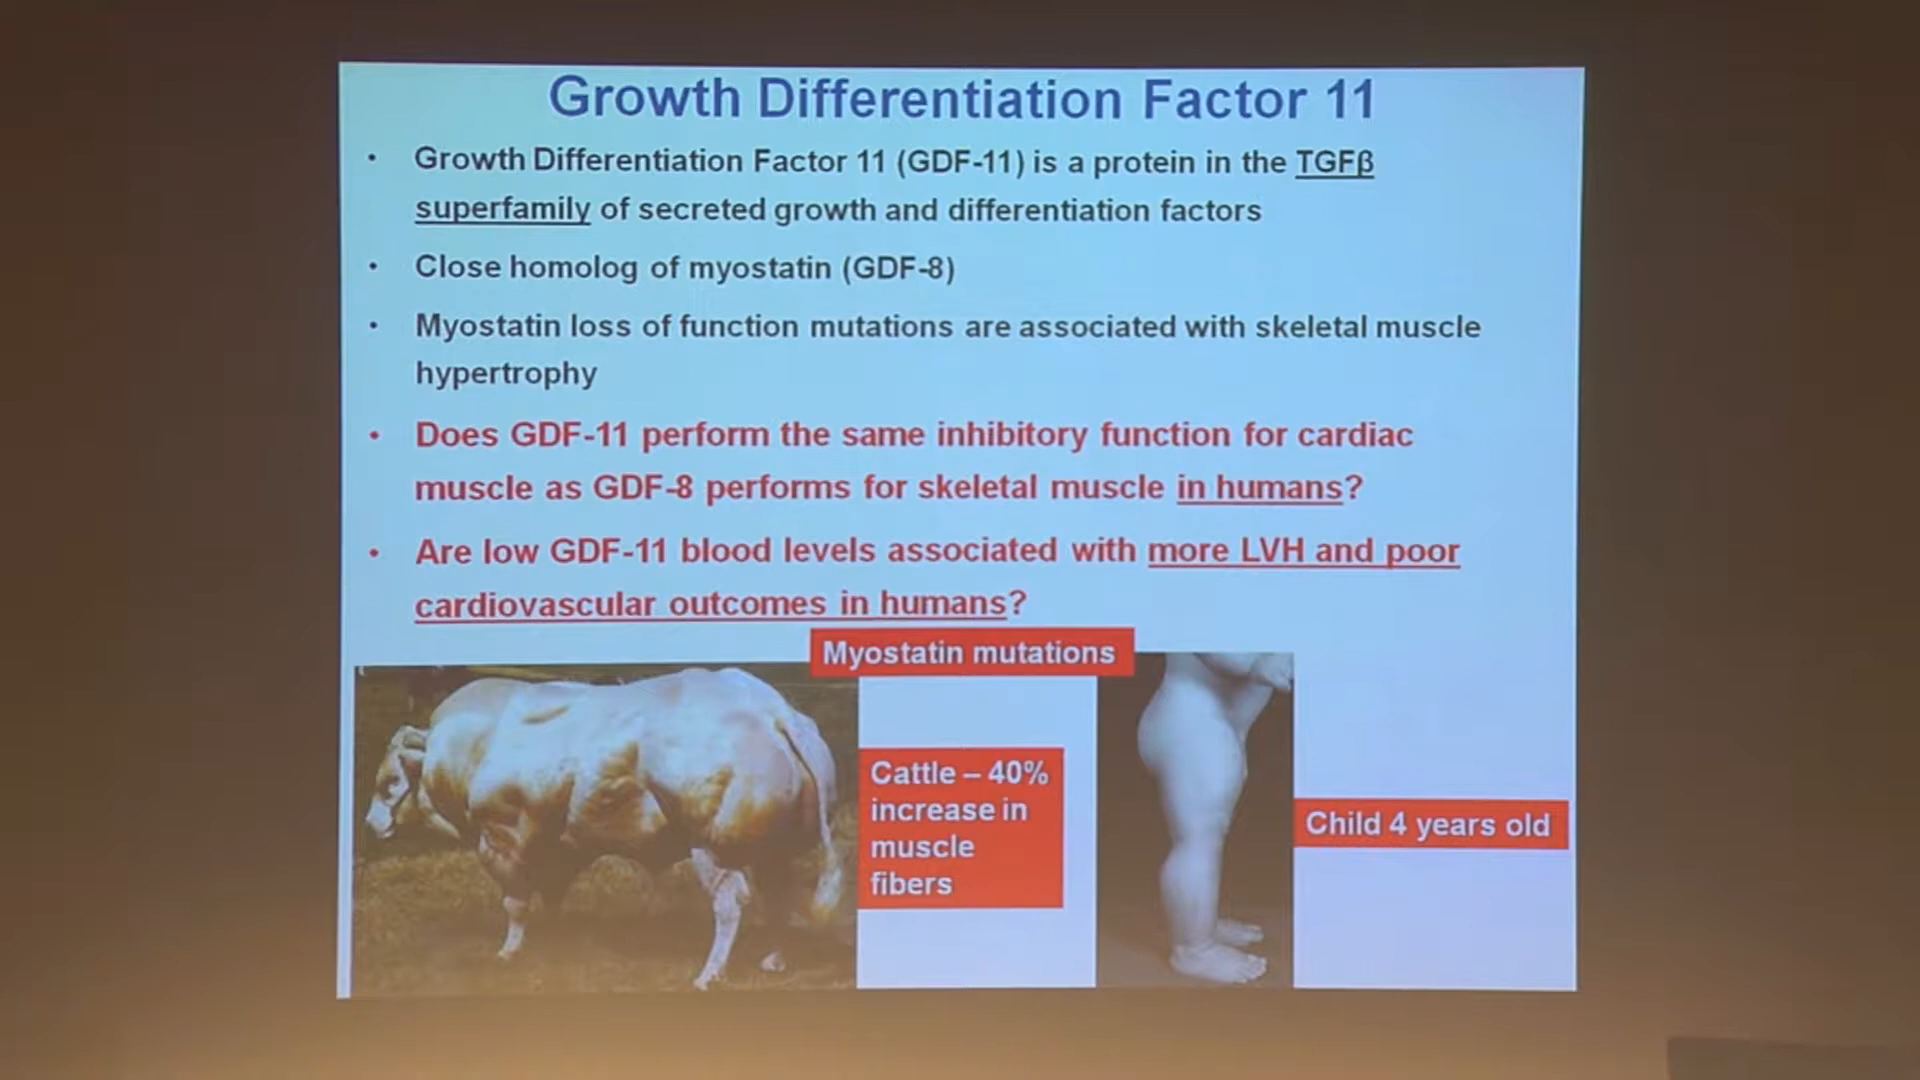 Growth Differentiation Factor 11
• Growth Differentiation Factor 11 (GDF-11) is a protein in the TGFβ
superfamily of secreted growth and differentiation factors
• Close homolog of myostatin (GDF-8)
• Myostatin loss of function mutations are associated with skeletal muscle
hypertrophy
• Does GDF-11 perform the same inhibitory function for cardiac
muscle as GDF-8 performs for skeletal muscle in humans?
• Are low GDF-11 blood levels associated with more LVH and poor
cardiovascular outcomes in humans?
Myostatin mutations
Cattle – 40%
increase in
muscle
fibers
Child 4 years old